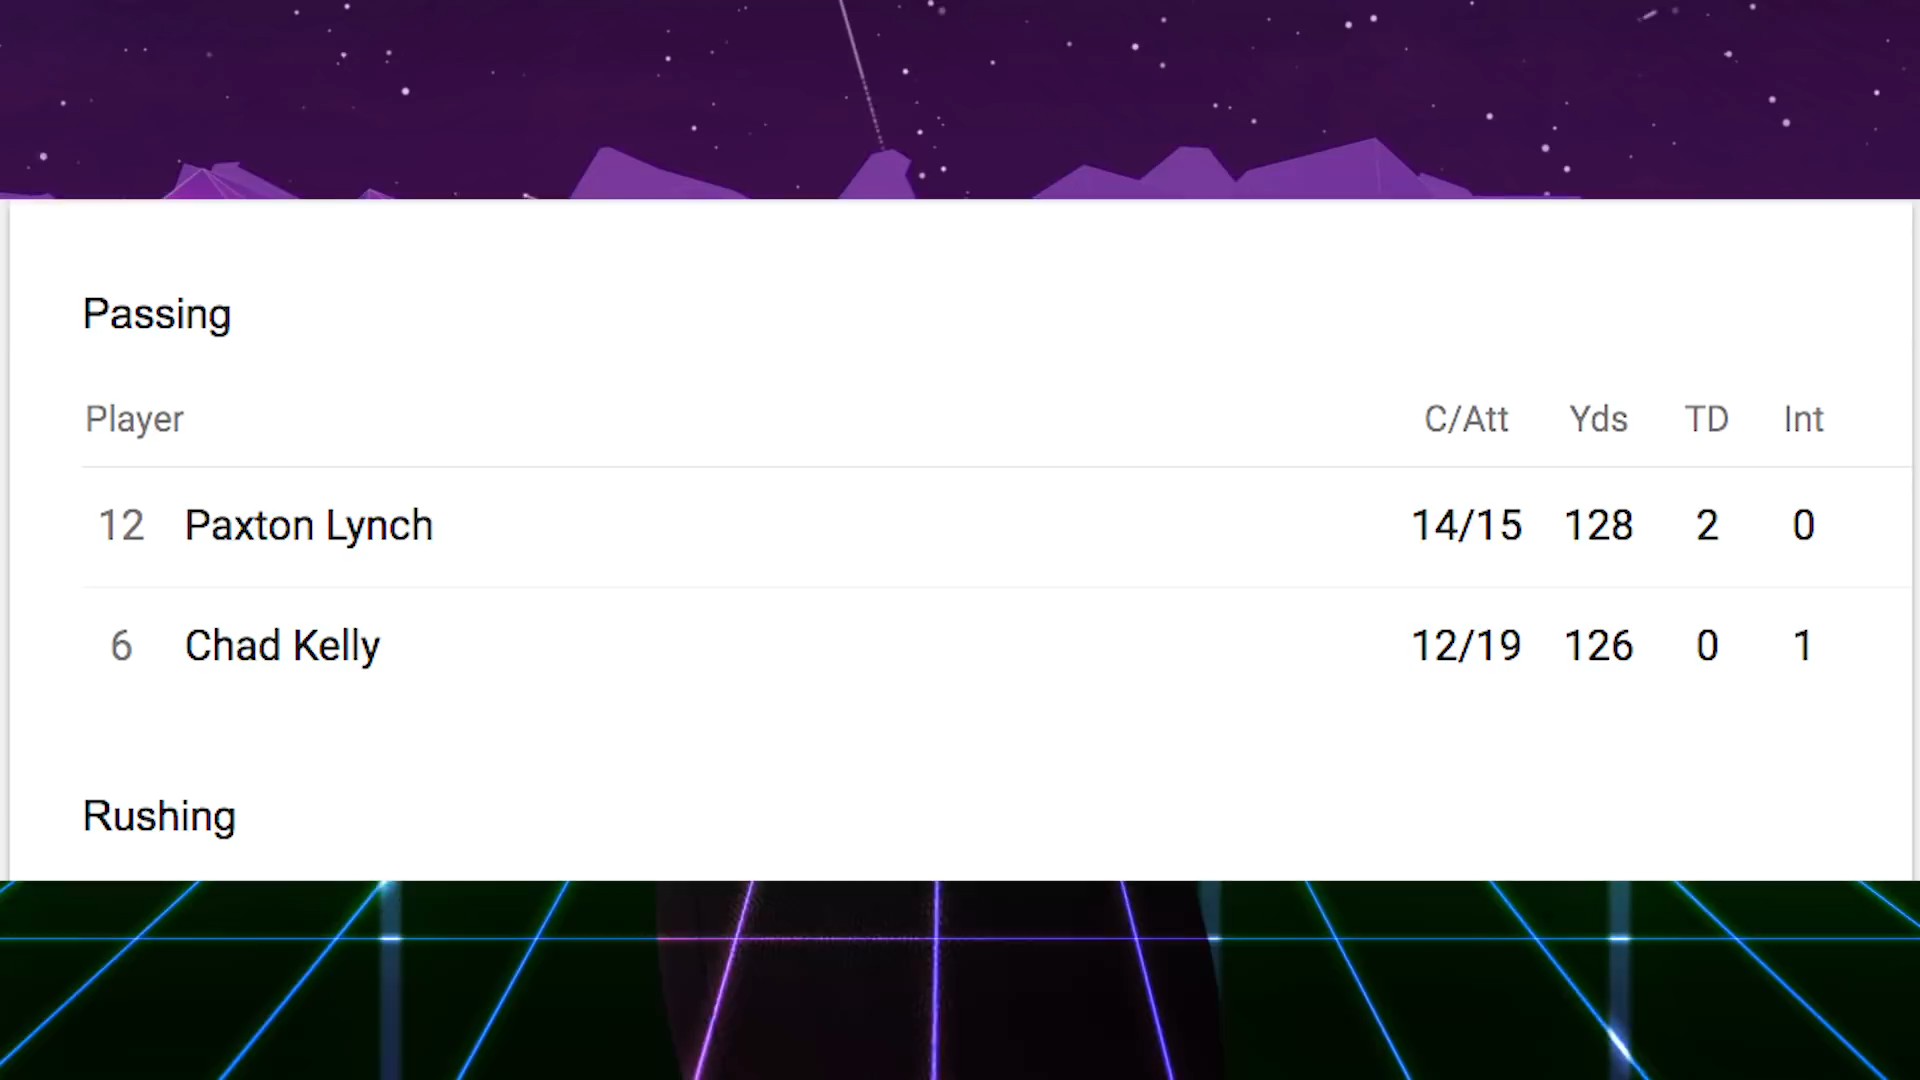 Passing
Player C/Att Yds TD Int
12 Paxton Lynch 14/15 128 2 0
6 Chad Kelly 12/19 126 0 1
Rushing